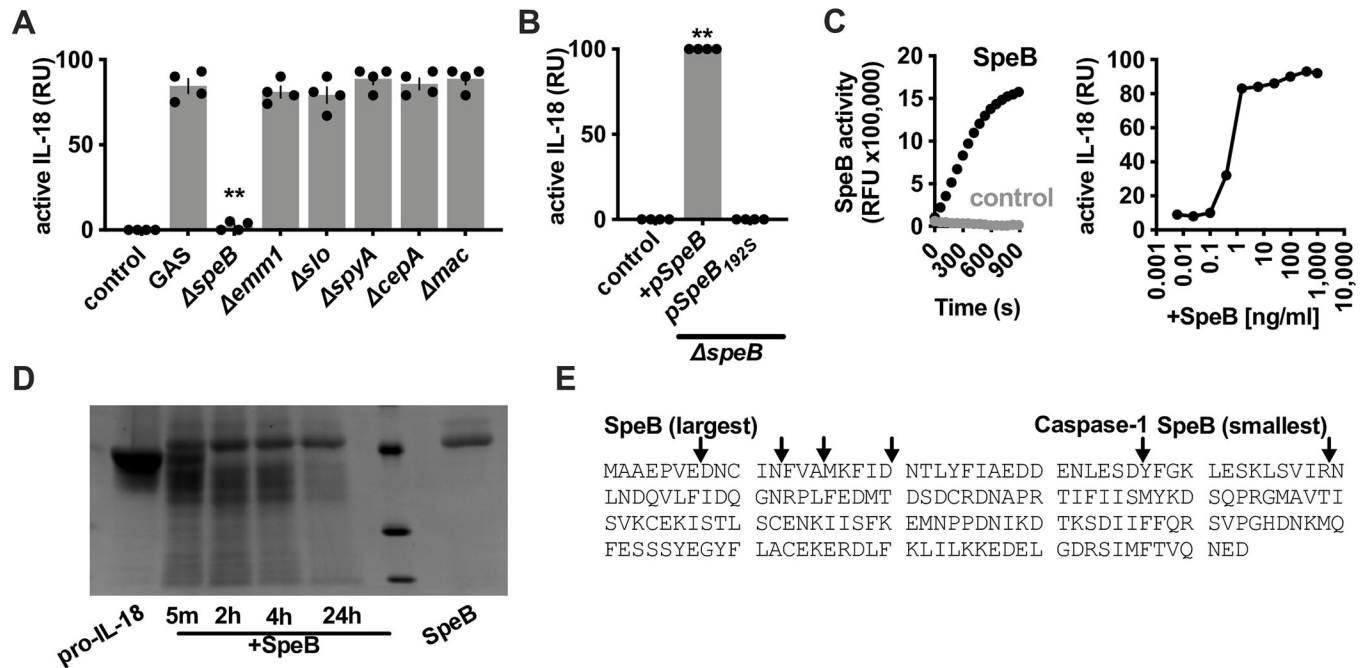 A
active IL-18 (RU)
100
50
0
**
control
GAS
ΔspeB
Δemm1
Δslo
ΔspyA
ΔcepA
Δmac
B
active IL-18 (RU)
100
50
0
**
control
+pSpeB
pSpeB192S
ΔspeB
C
SpeB activity
(RFU x100,000)
20
15
10
5
0
SpeB
control
0
300
600
900
Time (s)
active IL-18 (RU)
100
80
60
40
20
0
0.001
0.01
0.1
1
10
100
1,000
10,000
+SpeB [ng/ml]
D
pro-IL-18
5m 2h 4h 24h
+SpeB
SpeB
E
SpeB (largest) Caspase-1 SpeB (smallest)
MAAEPVEDNC INFVAMKFID NTLYFIAEDD ENLESDYFGK LESKLSVIRN
LNDQVLFIDQ GNRPLFEDMT DSDCRDNAPR TIFIISMYKD SQPRGMAVTI
SVKCEKISTL SCENKIISFK EMNPPDNIKD TKSDIIFFQR SVPGHDNKMQ
FESSSYEGYF LACEKERDLF KLILKKEDEL GDRSIMFTVQ NED